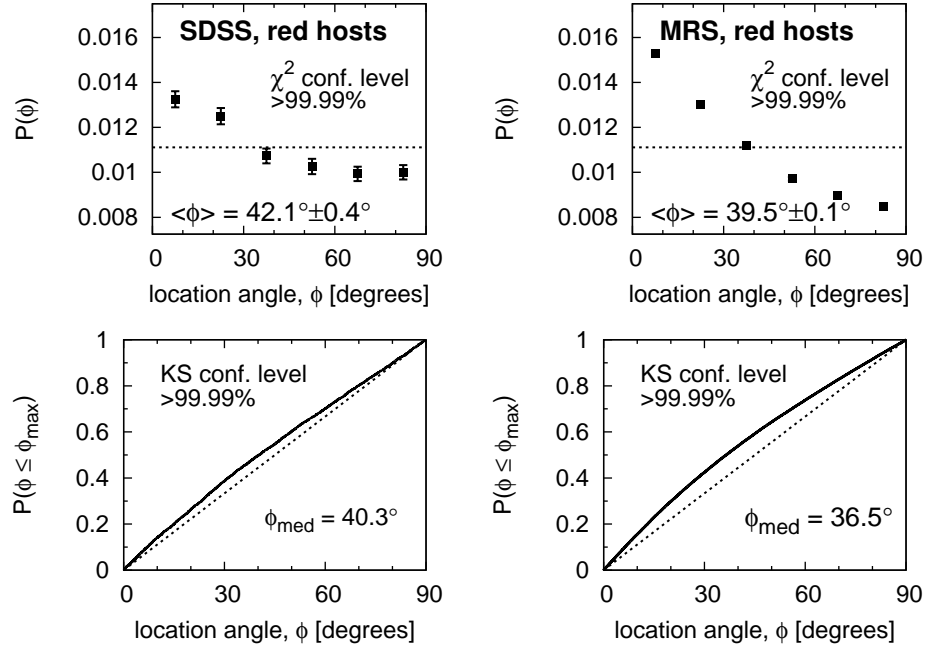 SDSS, red hosts
χ² conf. level
>99.99%
<ϕ> = 42.1°±0.4°
P(ϕ)
0.016
0.014
0.012
0.01
0.008
0 30 60 90
location angle, ϕ [degrees]
MRS, red hosts
χ² conf. level
>99.99%
<ϕ> = 39.5°±0.1°
P(ϕ)
0.016
0.014
0.012
0.01
0.008
0 30 60 90
location angle, ϕ [degrees]
KS conf. level
>99.99%
ϕmed = 40.3°
P(ϕ ≤ ϕmax)
1
0.8
0.6
0.4
0.2
0
0 30 60 90
location angle, ϕ [degrees]
KS conf. level
>99.99%
ϕmed = 36.5°
P(ϕ ≤ ϕmax)
1
0.8
0.6
0.4
0.2
0
0 30 60 90
location angle, ϕ [degrees]